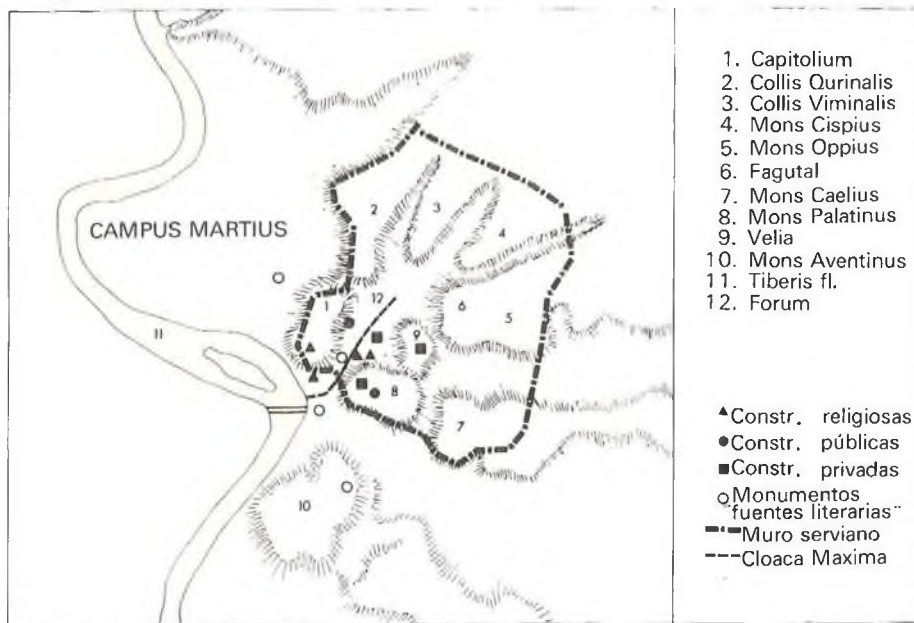 CAMPUS MARTIUS
2
3
4
1
12
6
5
9
11
8
7
10
1. Capitolium
2. Collis Qurinalis
3. Collis Viminalis
4. Mons Cispius
5. Mons Oppius
6. Fagutal
7. Mons Caelius
8. Mons Palatinus
9. Velia
10. Mons Aventinus
11. Tiberis fl.
12. Forum
Constr. religiosas
Constr. públicas
Constr. privadas
Monumentos
"fuentes literarias"
Muro serviano
Cloaca Maxima